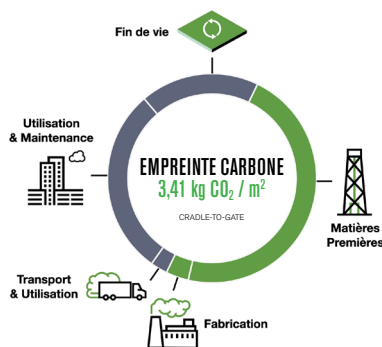 Fin de vie
Utilisation
& Maintenance
EMPREINTE CARBONE
3,41 kg CO₂ / m²
CRADLE-TO-GATE
Matières
Premières
Transport
& Utilisation
Fabrication